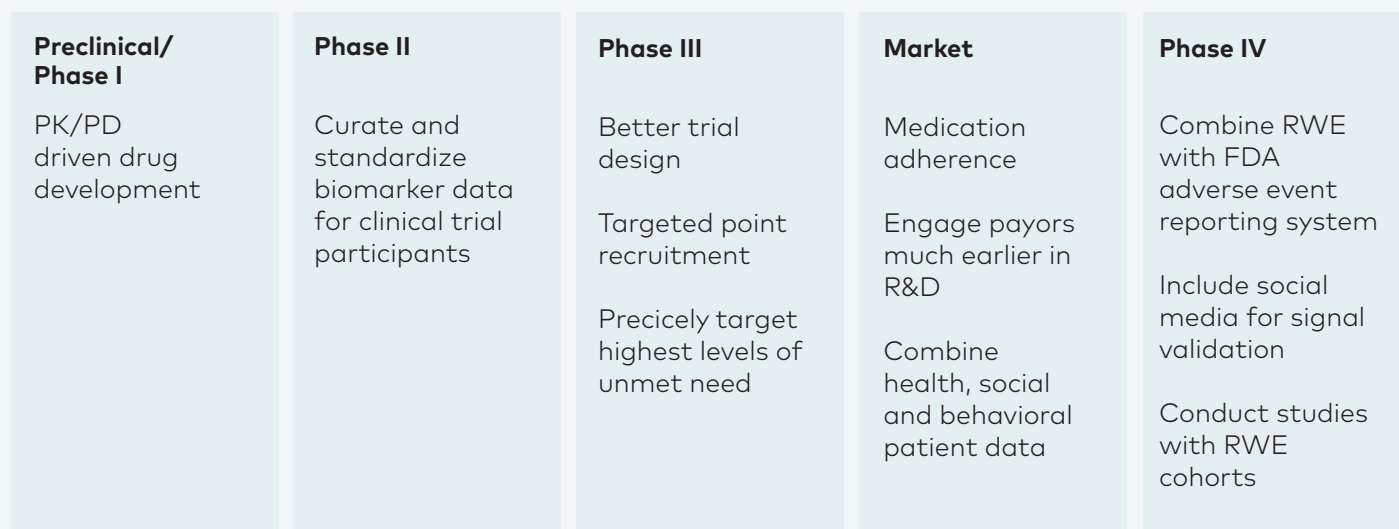 Preclinical/
Phase I
PK/PD
driven drug
development
Phase II
Curate and
standardize
biomarker data
for clinical trial
participants
Phase III
Better trial
design
Targeted point
recruitment
Precicely target
highest levels of
unmet need
Market
Medication
adherence
Engage payors
much earlier in
R&D
Combine
health, social
and behavioral
patient data
Phase IV
Combine RWE
with FDA
adverse event
reporting system
Include social
media for signal
validation
Conduct studies
with RWE
cohorts